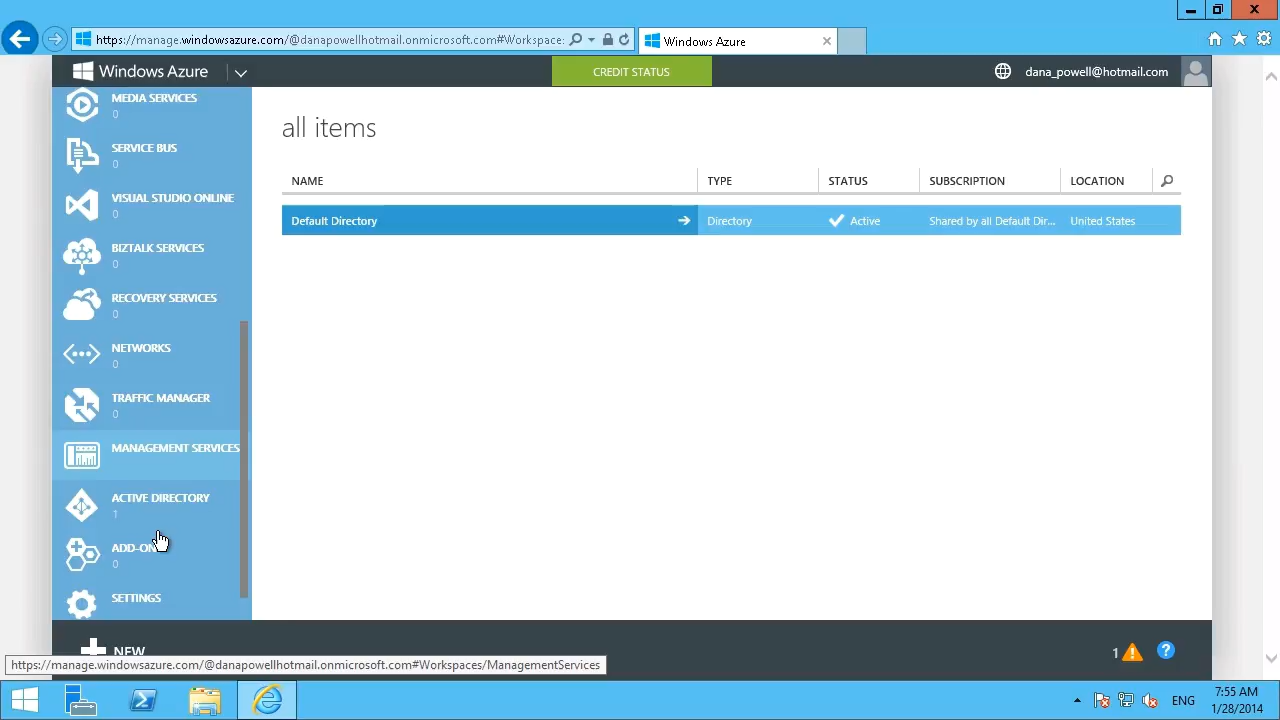 https://manage.windowsazure.com/@danapowellhotmail.onmicrosoft.com#Workspace:
Windows Azure
Windows Azure
CREDIT STATUS
dana_powell@hotmail.com
MEDIA SERVICES
0
SERVICE BUS
0
VISUAL STUDIO ONLINE
0
BIZTALK SERVICES
0
RECOVERY SERVICES
0
NETWORKS
0
TRAFFIC MANAGER
0
MANAGEMENT SERVICES
ACTIVE DIRECTORY
1
ADD-ON
0
SETTINGS
all items
NAME TYPE STATUS SUBSCRIPTION LOCATION
Default Directory Directory Active Shared by all Default Dir... United States
NEW
1
?
https://manage.windowsazure.com/@danapowellhotmail.onmicrosoft.com#Workspaces/ManagementServices
ENG
7:55 AM
1/28/2014